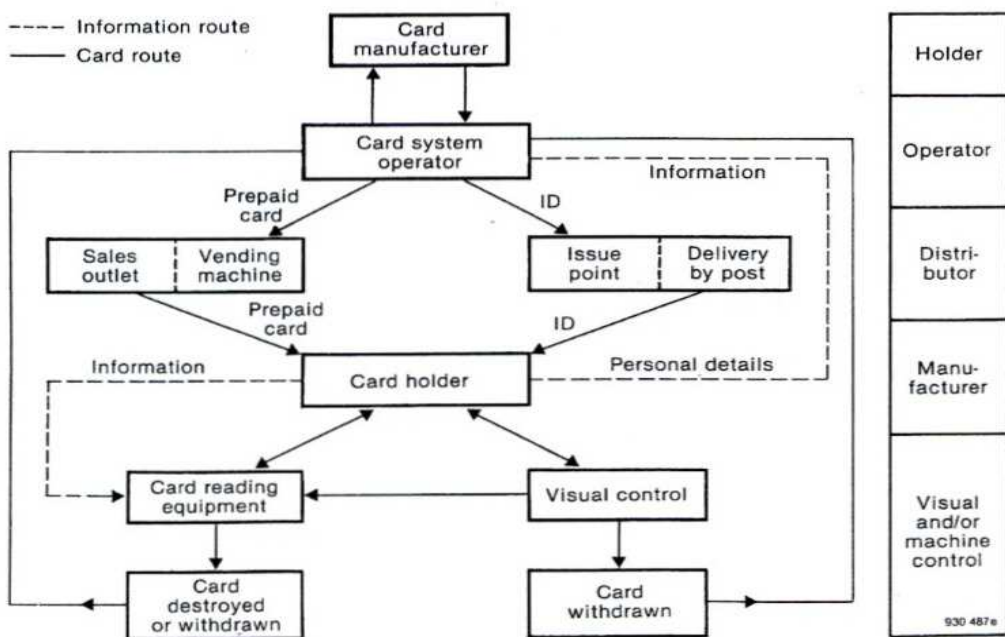 Information route
Card route
Card
manufacturer
Card system
operator
Information
Prepaid
card
ID
Sales
outlet
Vending
machine
Issue
point
Delivery
by post
Prepaid
card
ID
Information
Personal details
Card holder
Card reading
equipment
Visual control
Card
destroyed
or withdrawn
Card
withdrawn
Holder
Operator
Distri-
butor
Manu-
facturer
Visual
and/or
machine
control
930 487e